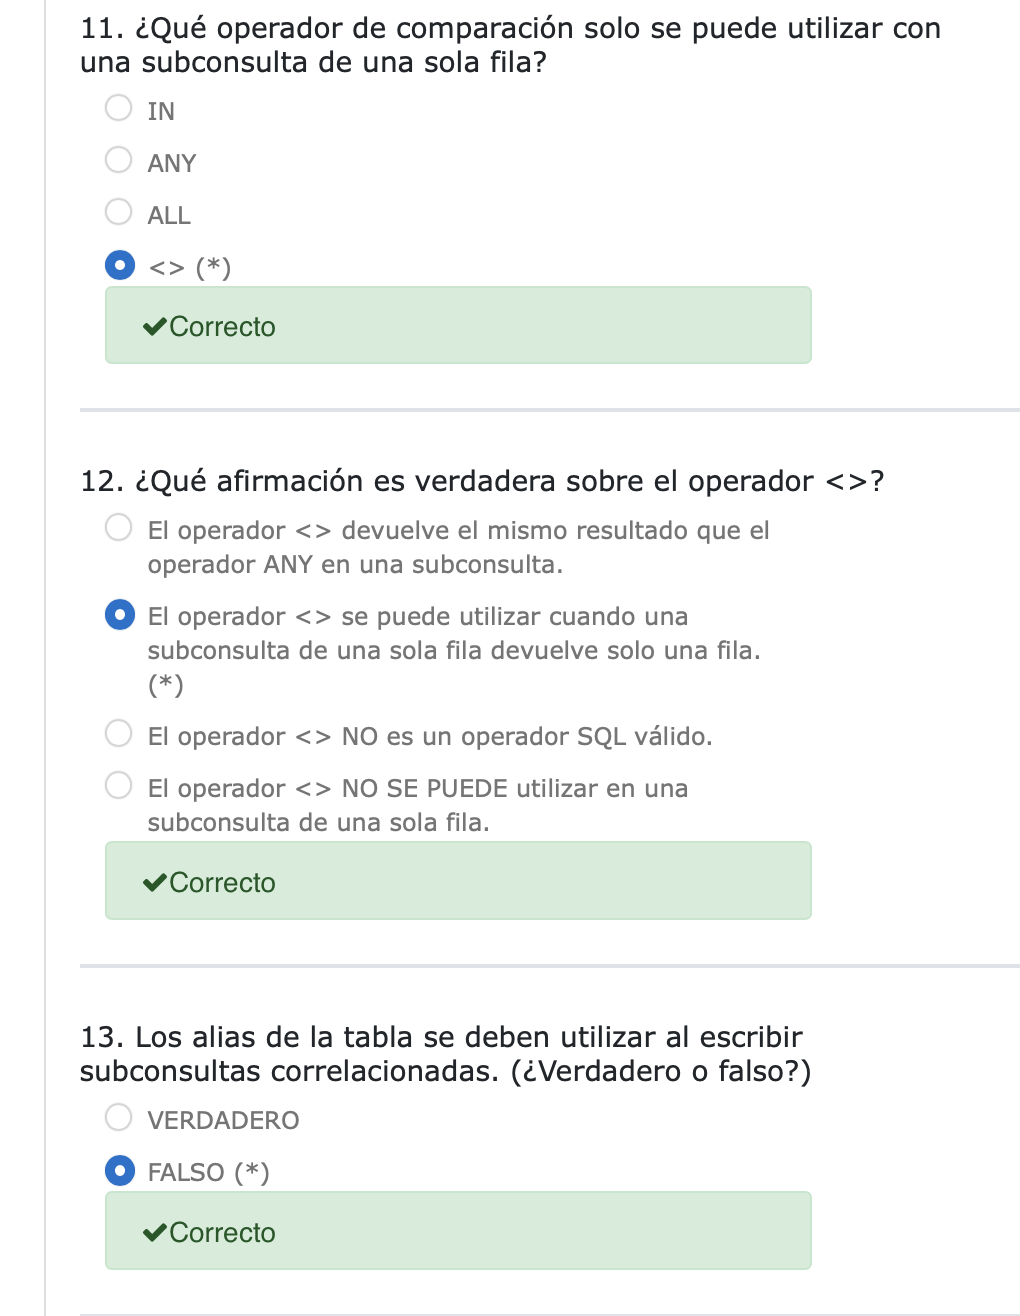 11. ¿Qué operador de comparación solo se puede utilizar con
una subconsulta de una sola fila?
IN
ANY
ALL
<> (*)
✔Correcto
12. ¿Qué afirmación es verdadera sobre el operador <>?
El operador <> devuelve el mismo resultado que el
operador ANY en una subconsulta.
El operador <> se puede utilizar cuando una
subconsulta de una sola fila devuelve solo una fila.
(*)
El operador <> NO es un operador SQL válido.
El operador <> NO SE PUEDE utilizar en una
subconsulta de una sola fila.
✔Correcto
13. Los alias de la tabla se deben utilizar al escribir
subconsultas correlacionadas. (¿Verdadero o falso?)
VERDADERO
FALSO (*)
✔Correcto